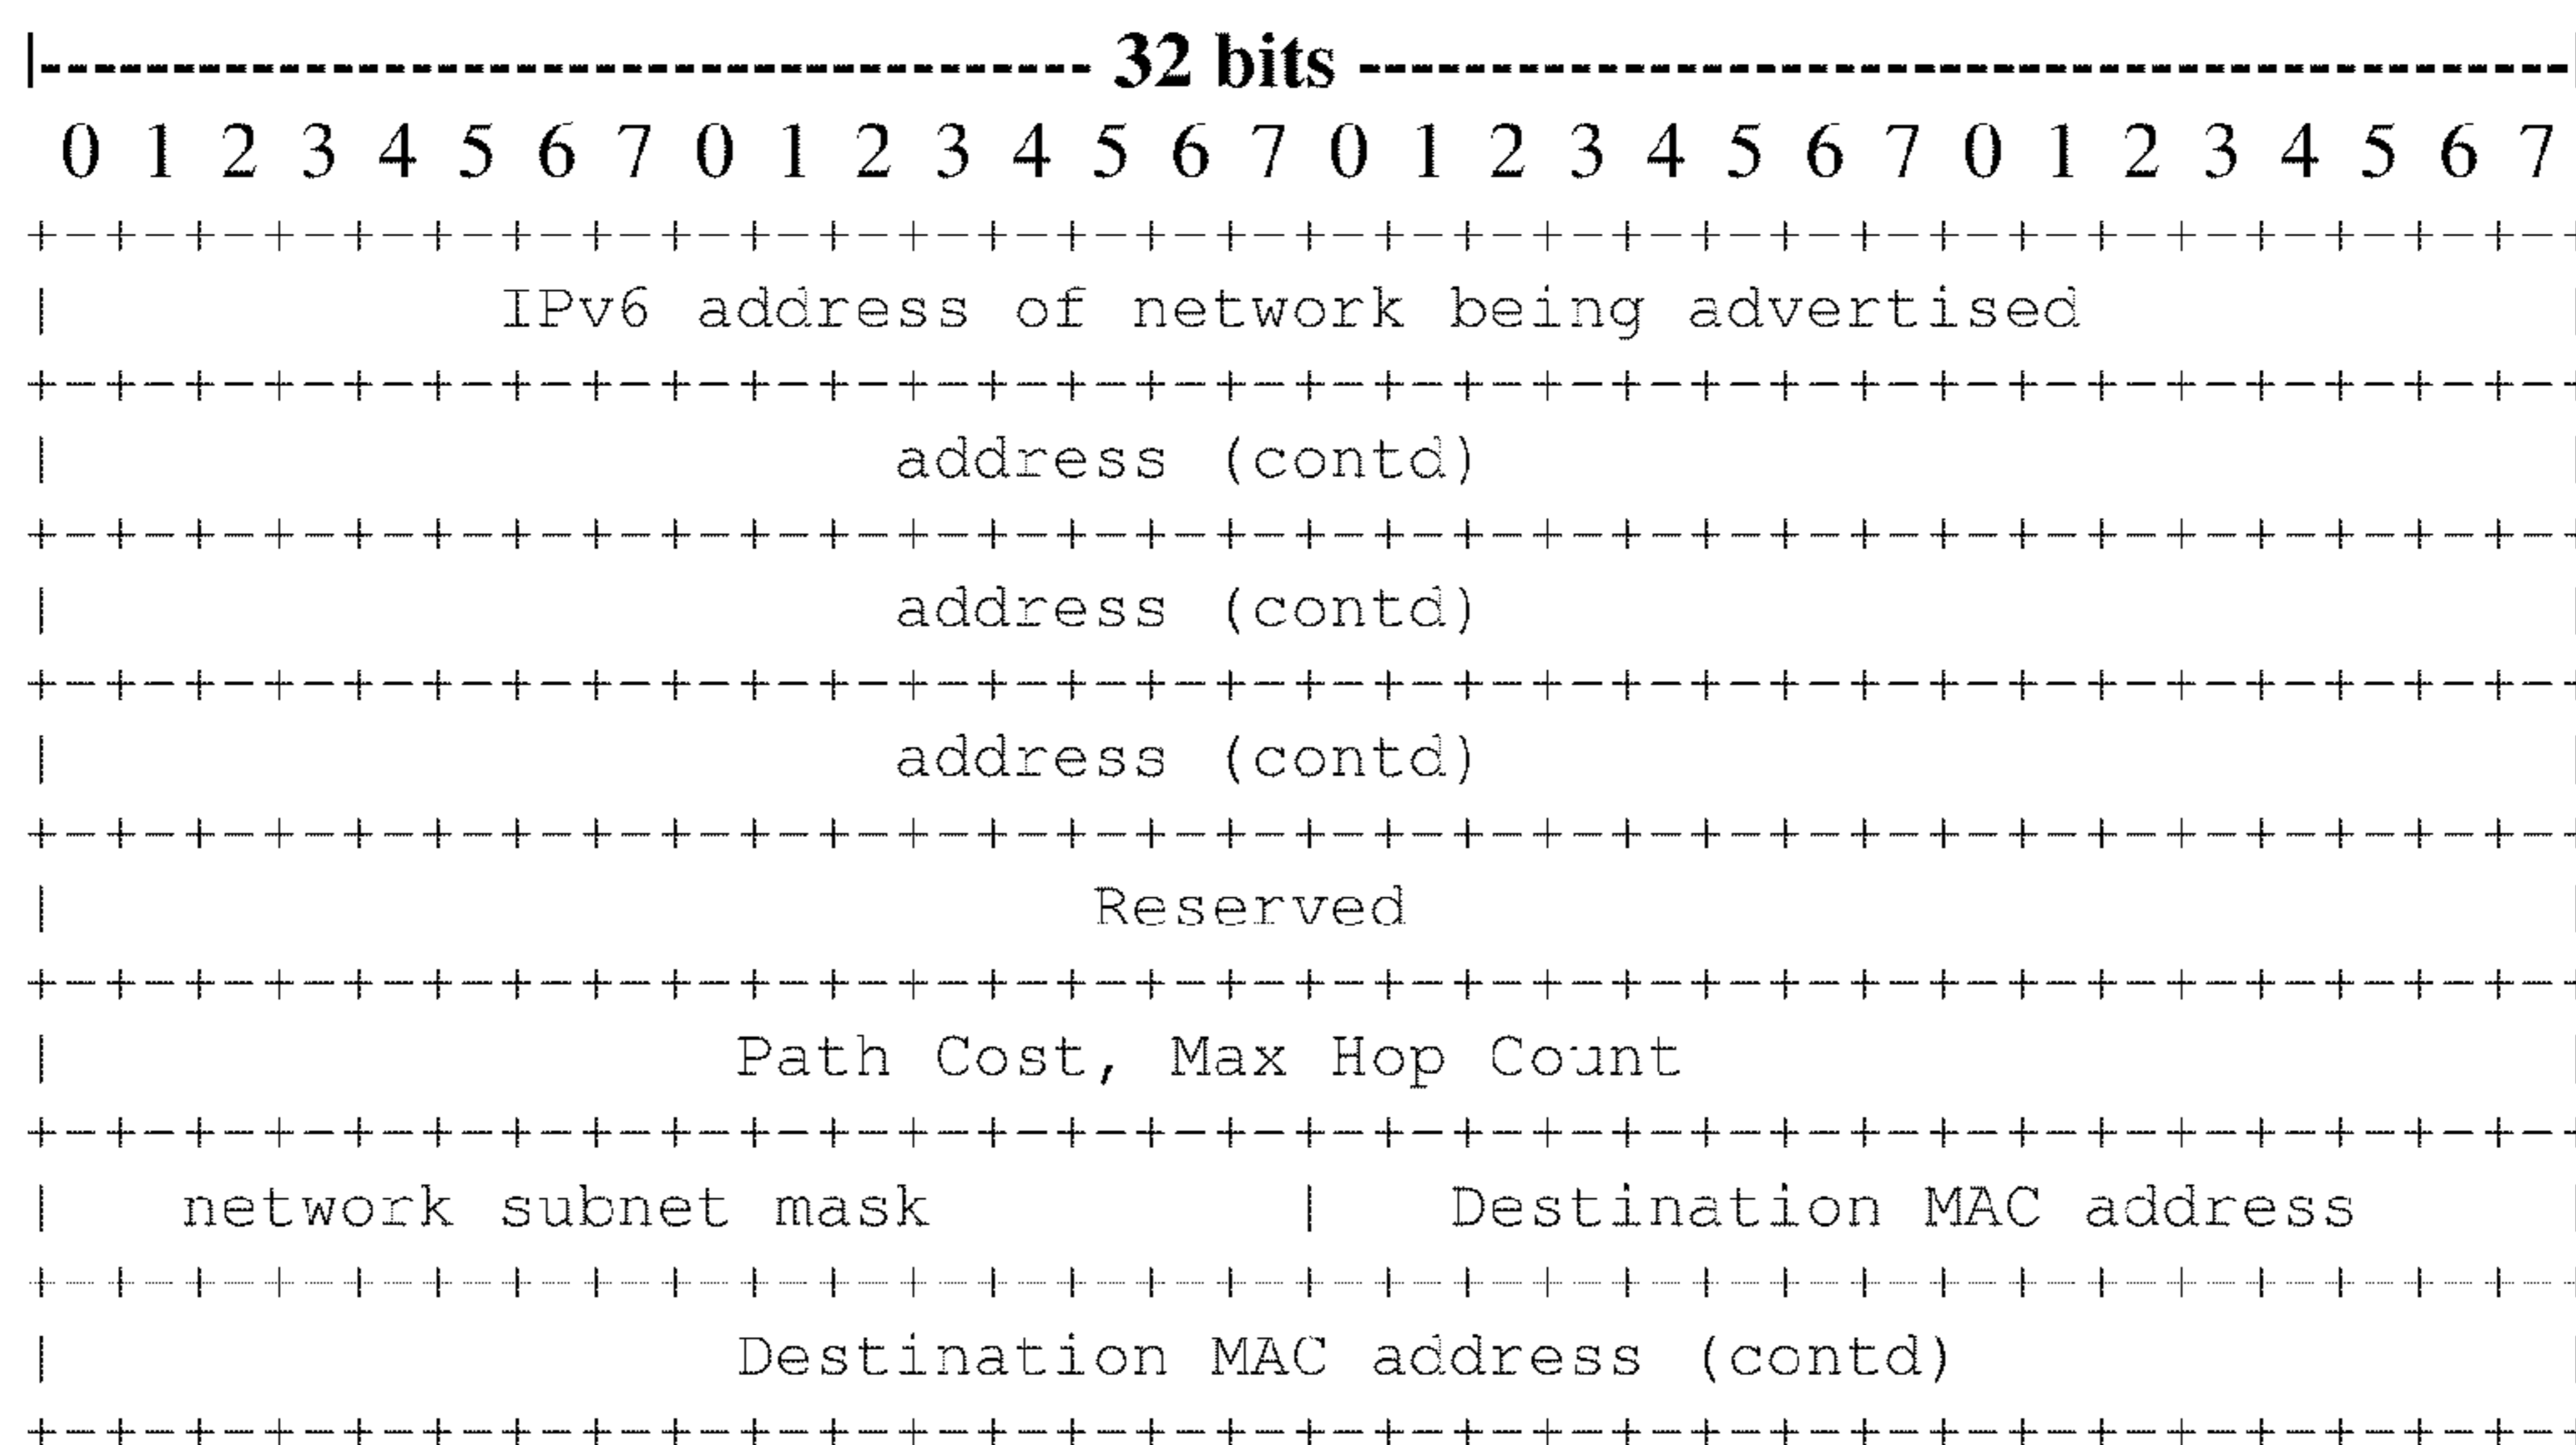 |---------------------------------------- 32 bits ----------------------------------------------
0 1 2 3 4 5 6 7 0 1 2 3 4 5 6 7 0 1 2 3 4 5 6 7 0 1 2 3 4 5 6 7
+-+-+-+-+-+-+-+-+-+-+-+-+-+-+-+-+-+-+-+-+-+-+-+-+-+-+-+-+-+-+-+-+
| IPv6 address of network being advertised
+-+-+-+-+-+-+-+-+-+-+-+-+-+-+-+-+-+-+-+-+-+-+-+-+-+-+-+-+-+-+-+-+
| address (contd) |
+-+-+-+-+-+-+-+-+-+-+-+-+-+-+-+-+-+-+-+-+-+-+-+-+-+-+-+-+-+-+-+-+
| address (contd) |
+-+-+-+-+-+-+-+-+-+-+-+-+-+-+-+-+-+-+-+-+-+-+-+-+-+-+-+-+-+-+-+-+
| address (contd) |
+-+-+-+-+-+-+-+-+-+-+-+-+-+-+-+-+-+-+-+-+-+-+-+-+-+-+-+-+-+-+-+-+
| Reserved |
+-+-+-+-+-+-+-+-+-+-+-+-+-+-+-+-+-+-+-+-+-+-+-+-+-+-+-+-+-+-+-+-+
| Path Cost, Max Hop Count |
+-+-+-+-+-+-+-+-+-+-+-+-+-+-+-+-+-+-+-+-+-+-+-+-+-+-+-+-+-+-+-+-+
| network subnet mask | Destination MAC address
+-+-+-+-+-+-+-+-+-+-+-+-+-+-+-+-+-+-+-+-+-+-+-+-+-+-+-+-+-+-+-+-+
| Destination MAC address (contd) |
+-+-+-+-+-+-+-+-+-+-+-+-+-+-+-+-+-+-+-+-+-+-+-+-+-+-+-+-+-+-+-+-+